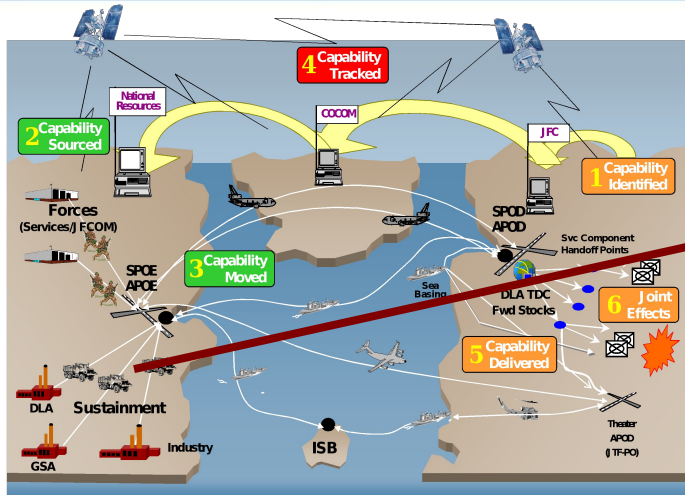 4 Capability
Tracked
National
Resources
COCOM
JFC
2 Capability
Sourced
1 Capability
Identified
Forces
(Services/JFCOM)
SPOD
APOD
Svc Component
Handoff Points
3 Capability
Moved
SPOE
APOE
Sea
Basing
DLA TDC
Fwd Stocks
6 Joint
Effects
5 Capability
Delivered
DLA
Sustainment
GSA
Industry
ISB
Theater
APOD
(JTF-PO)